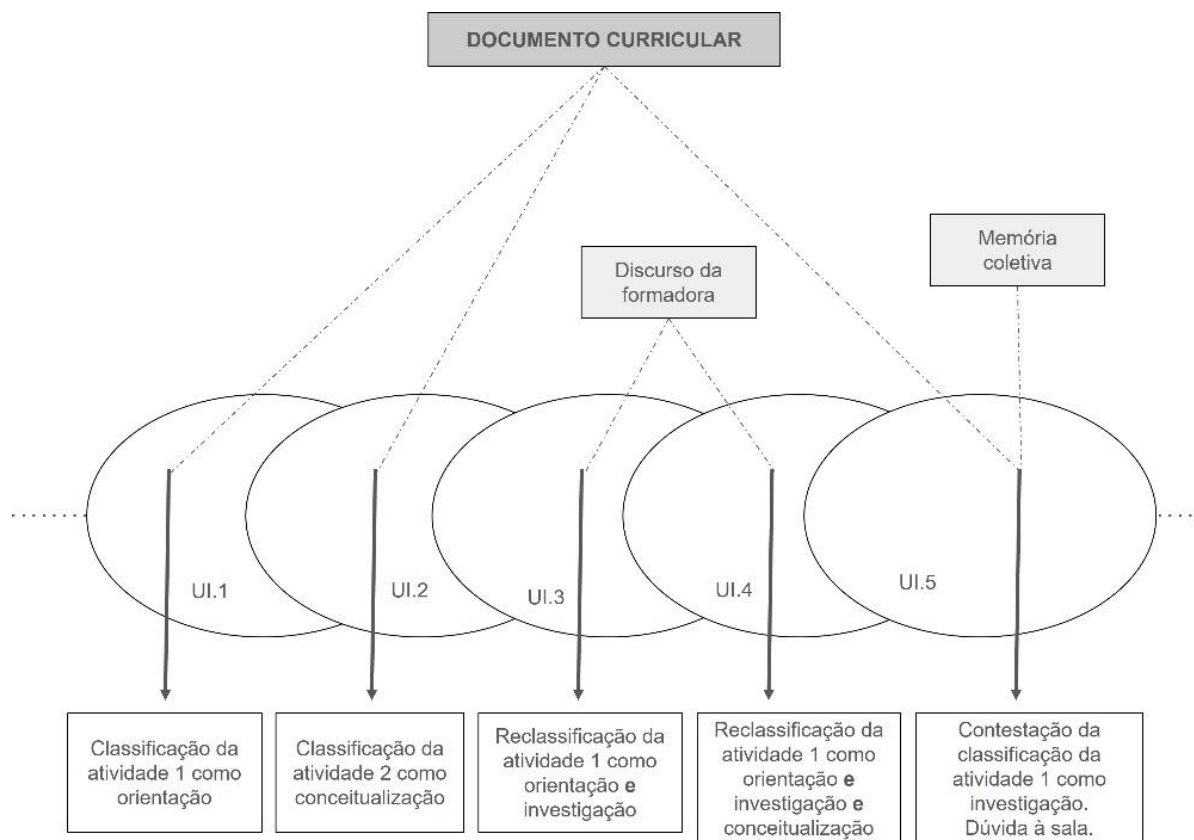 DOCUMENTO CURRICULAR
Memória
coletiva
Discurso da
formadora
UI.1
UI.2
UI.3
UI.4
UI.5
Classificação da
atividade 1 como
orientação
Classificação da
atividade 2 como
conceitualização
Reclassificação da
atividade 1 como
orientação e
investigação
Reclassificação da
atividade 1 como
orientação e
investigação e
conceitualização
Contestação da
classificação da
atividade 1 como
investigação.
Dúvida à sala.